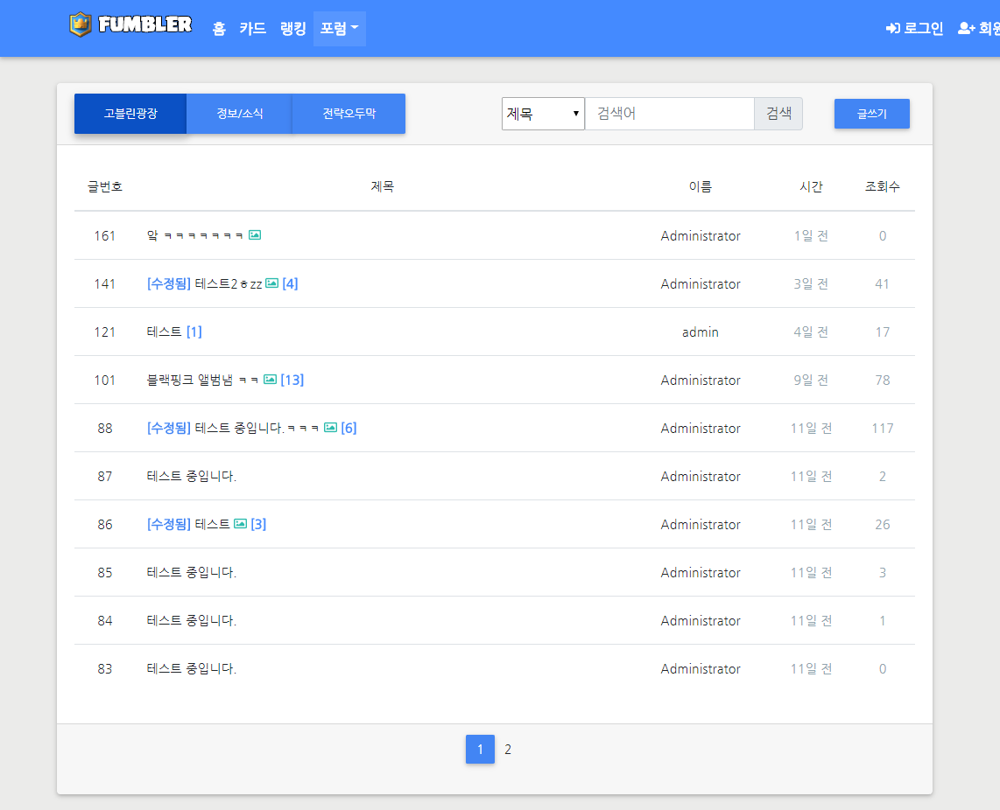 FUMBLER 홈 카드 랭킹 포럼 로그인 회원
고블린광장 정보/소식 전략오두막 제목 검색어 검색 글쓰기
글번호 제목 이름 시간 조회수
161 앜 ㅋㅋㅋㅋㅋㅋㅋ Administrator 1일 전 0
141 [수정됨] 테스트2ㅎzz [4] Administrator 3일 전 41
121 테스트 [1] admin 4일 전 17
101 블랙핑크 앨범냄 ㅋㅋ [13] Administrator 9일 전 78
88 [수정됨] 테스트 중입니다.ㅋㅋㅋ [6] Administrator 11일 전 117
87 테스트 중입니다. Administrator 11일 전 2
86 [수정됨] 테스트 [3] Administrator 11일 전 26
85 테스트 중입니다. Administrator 11일 전 3
84 테스트 중입니다. Administrator 11일 전 1
83 테스트 중입니다. Administrator 11일 전 0
1 2